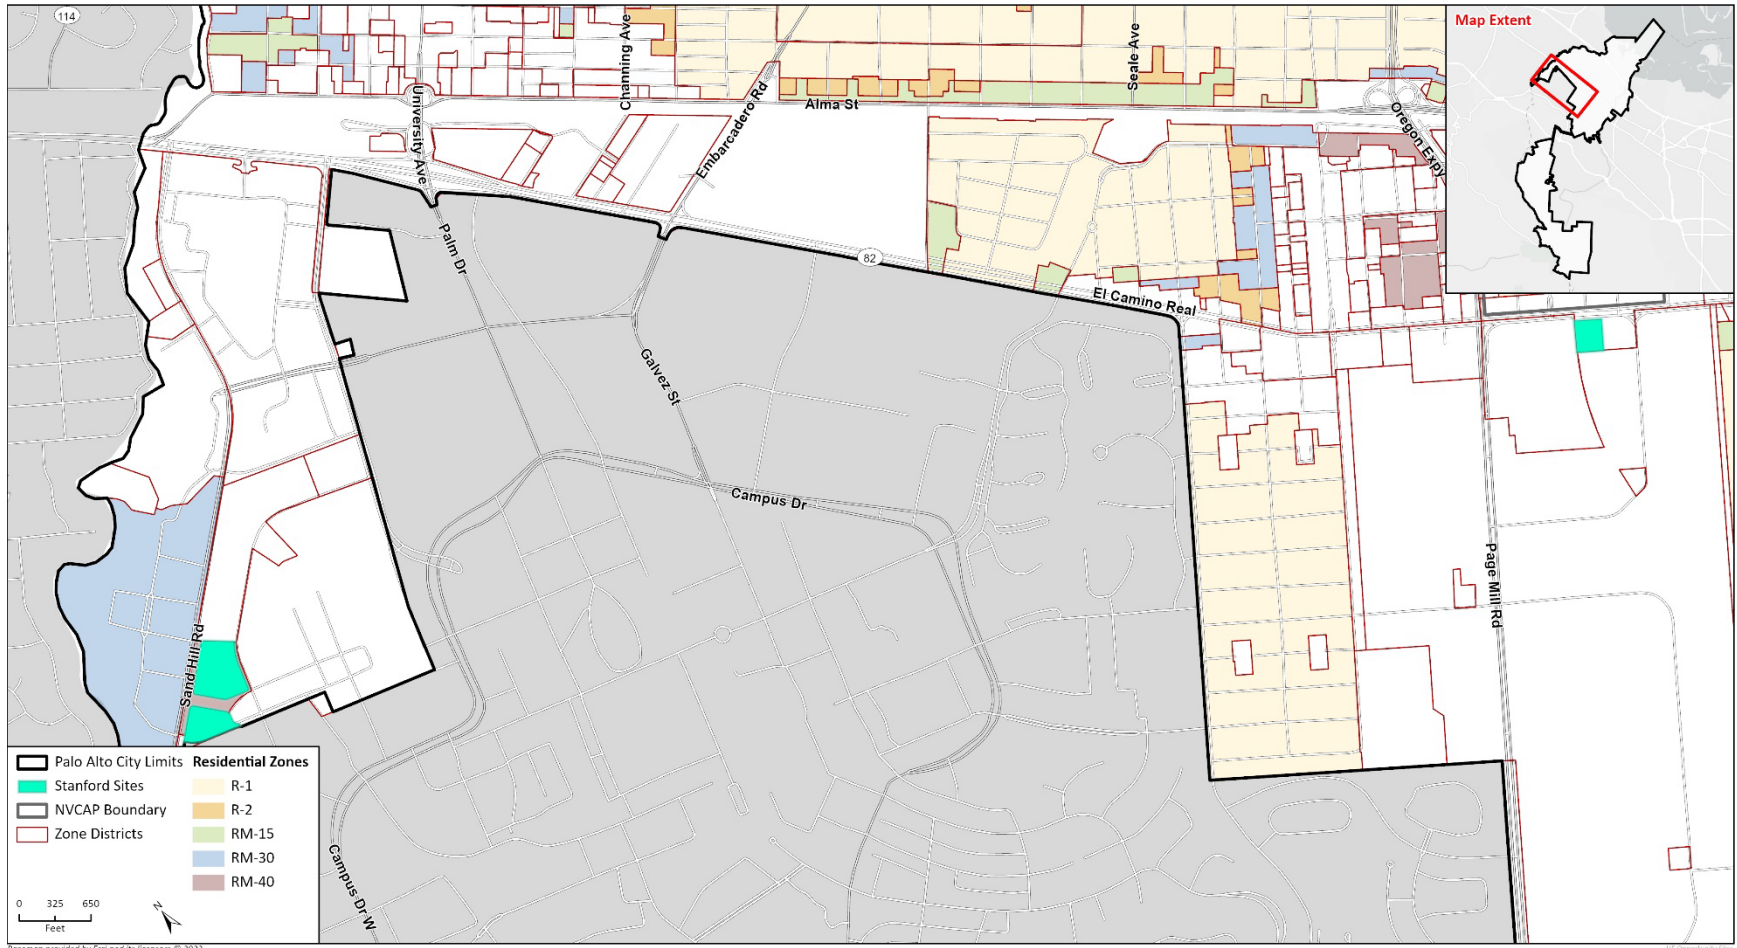 114
Channing Ave
Seale Ave
Map Extent
University Ave
Embarcadero Rd
Alma St
Oregon Expy
Palm Dr
82
El Camino Real
Galvez St
Campus Dr
Page Mill Rd
Sand Hill Rd
Campus Dr W
Palo Alto City Limits
Stanford Sites
NVCAP Boundary
Zone Districts
Residential Zones
R-1
R-2
RM-15
RM-30
RM-40
0 325 650
Feet
N